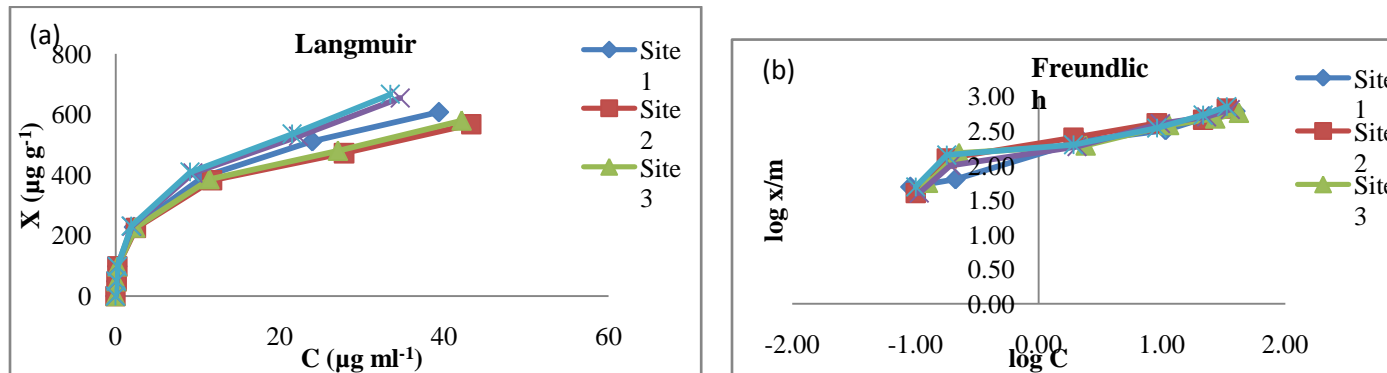 (a)
Langmuir
800
600
400
200
0
X (µg g-1)
0
20
40
60
C (µg ml-1)
Site
1
Site
2
Site
3
(b)
Freundlic
h
3.00
2.50
2.00
1.50
1.00
0.50
0.00
log x/m
-2.00
-1.00
0.00
1.00
2.00
log C
Site
1
Site
2
Site
3